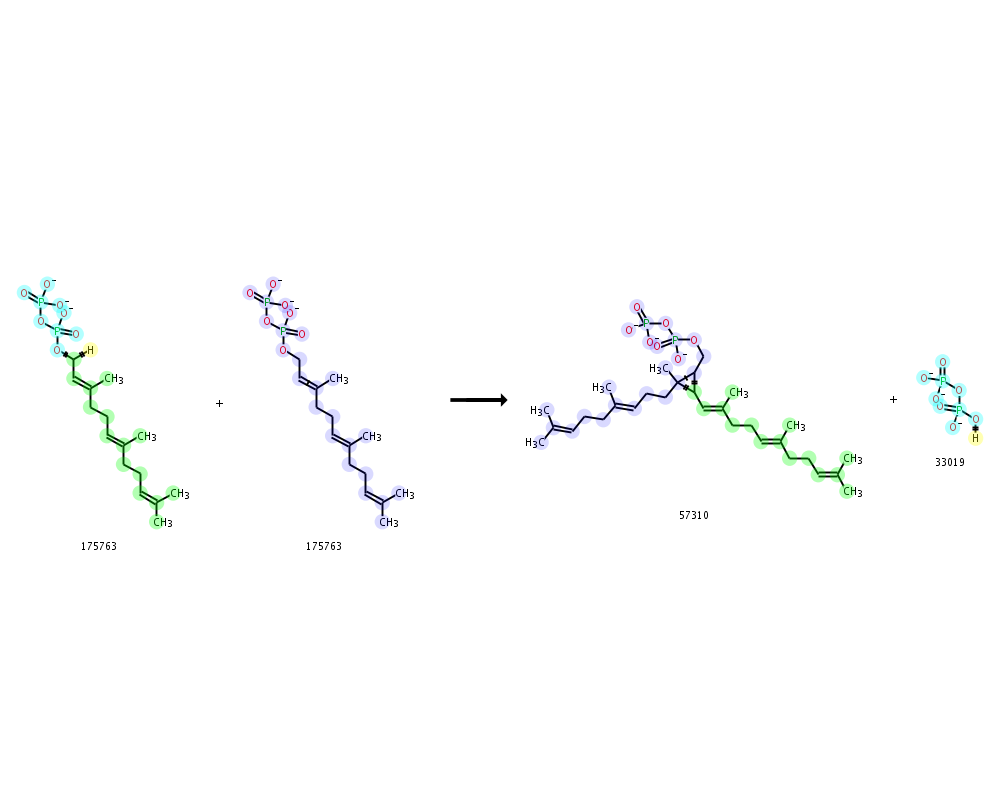 O⁻
O P O⁻
O⁻
O P O
O H
CH₃
CH₃
CH₃
CH₃
175763
+
O⁻
O P O⁻
O⁻
O P O
O
CH₃
CH₃
CH₃
CH₃
175763
O
P O
O⁻ O⁻ O P O
O⁻
H₃C
H₃C CH₃
H₃C CH₃
H₃C CH₃
CH₃
57310
+
O
O⁻ P O
O⁻ O P O
O⁻ H
33019